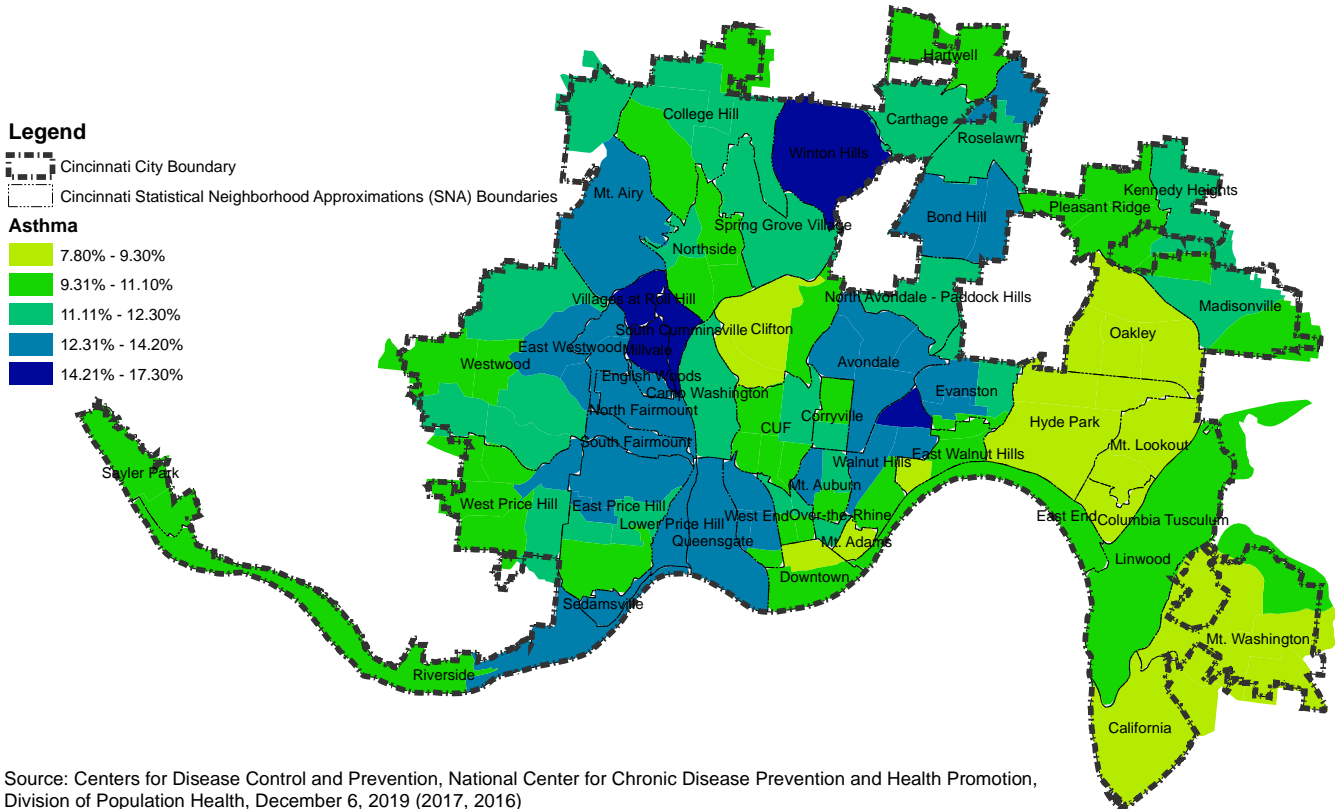 Hartwell
College Hill
Carthage
Roselawn
Legend
Cincinnati City Boundary
Cincinnati Statistical Neighborhood Approximations (SNA) Boundaries
Asthma
7.80% - 9.30%
9.31% - 11.10%
11.11% - 12.30%
12.31% - 14.20%
14.21% - 17.30%
Winton Hills
Mt. Airy
Kennedy Heights
Pleasant Ridge
Bond Hill
Spring Grove Village
Northside
Villages at Roll Hill
North Avondale - Paddock Hills
Madisonville
South Cumminsville
Clifton
Oakley
East Westwood
Millvale
Westwood
Avondale
English Woods
Camp Washington
Evanston
North Fairmount
Corryville
CUF
Hyde Park
South Fairmount
Mt. Lookout
East Walnut Hills
Walnut Hills
Sayler Park
Mt. Auburn
West Price Hill
East Price Hill
Lower Price Hill
West End
Over-the-Rhine
East End
Columbia Tusculum
Queensgate
Mt. Adams
Linwood
Downtown
Sedamsville
Mt. Washington
Riverside
California
Source: Centers for Disease Control and Prevention, National Center for Chronic Disease Prevention and Health Promotion,
Division of Population Health, December 6, 2019 (2017, 2016)